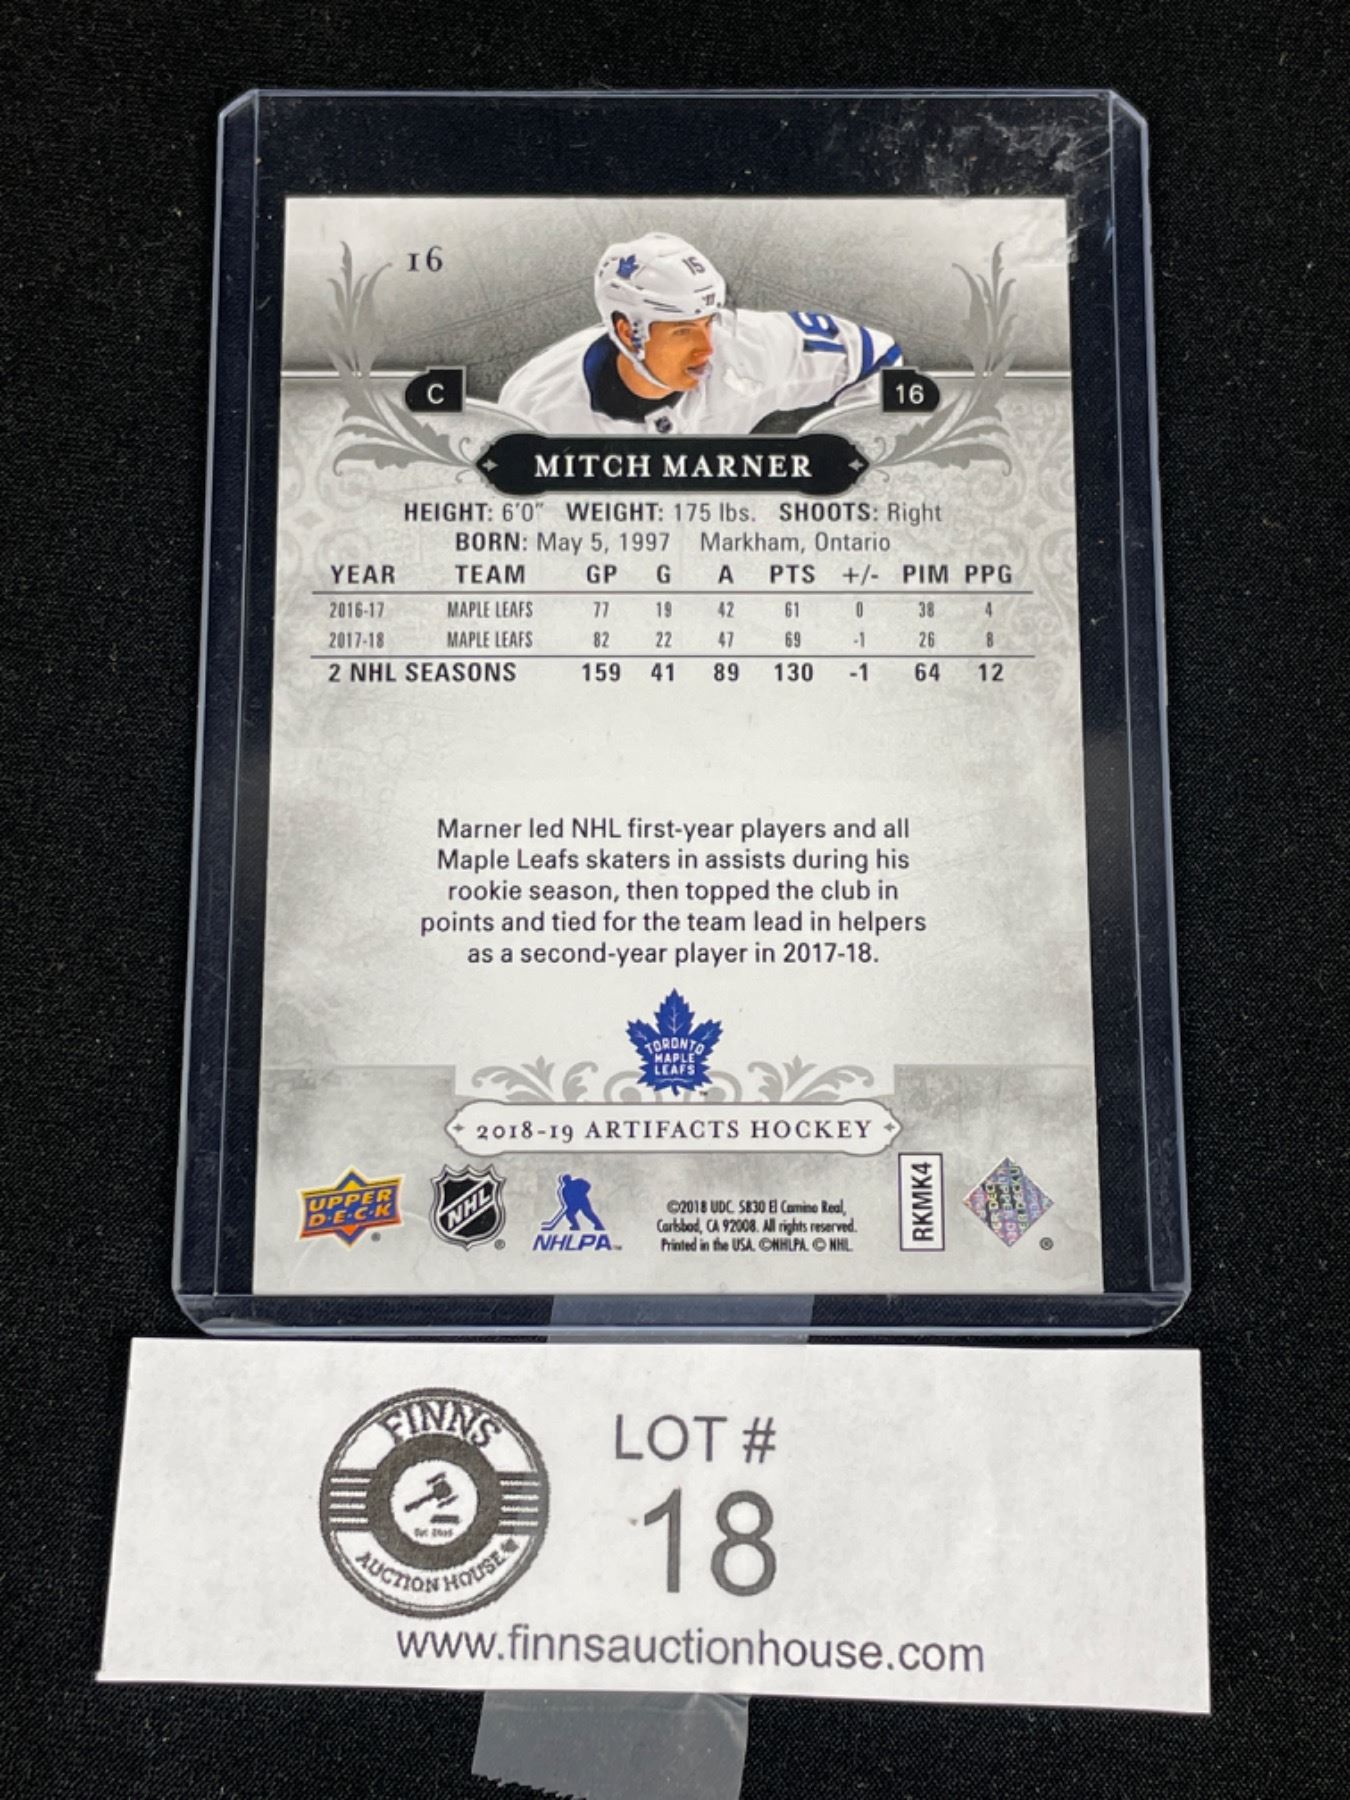 16
16
16
C
16
MITCH MARNER
HEIGHT: 6'0" WEIGHT: 175 lbs. SHOOTS: Right
BORN: May 5, 1997 Markham, Ontario
YEAR TEAM GP G A PTS +/- PIM PPG
2016-17 MAPLE LEAFS 77 19 42 61 0 38 4
2017-18 MAPLE LEAFS 82 22 47 69 -1 26 8
2 NHL SEASONS 159 41 89 130 -1 64 12
Marner led NHL first-year players and all
Maple Leafs skaters in assists during his
rookie season, then topped the club in
points and tied for the team lead in helpers
as a second-year player in 2017-18.
TORONTO
MAPLE
LEAFS
2018-19 ARTIFACTS HOCKEY
UPPER
D·E·C·K
NHL
NHLPA
©2018 UDC. 5830 El Camino Real,
Carlsbad, CA 92008. All rights reserved.
Printed in the USA. ©NHLPA. © NHL.
RKMK4
FINNS
AUCTION HOUSE
LOT #
18
www.finnsauctionhouse.com